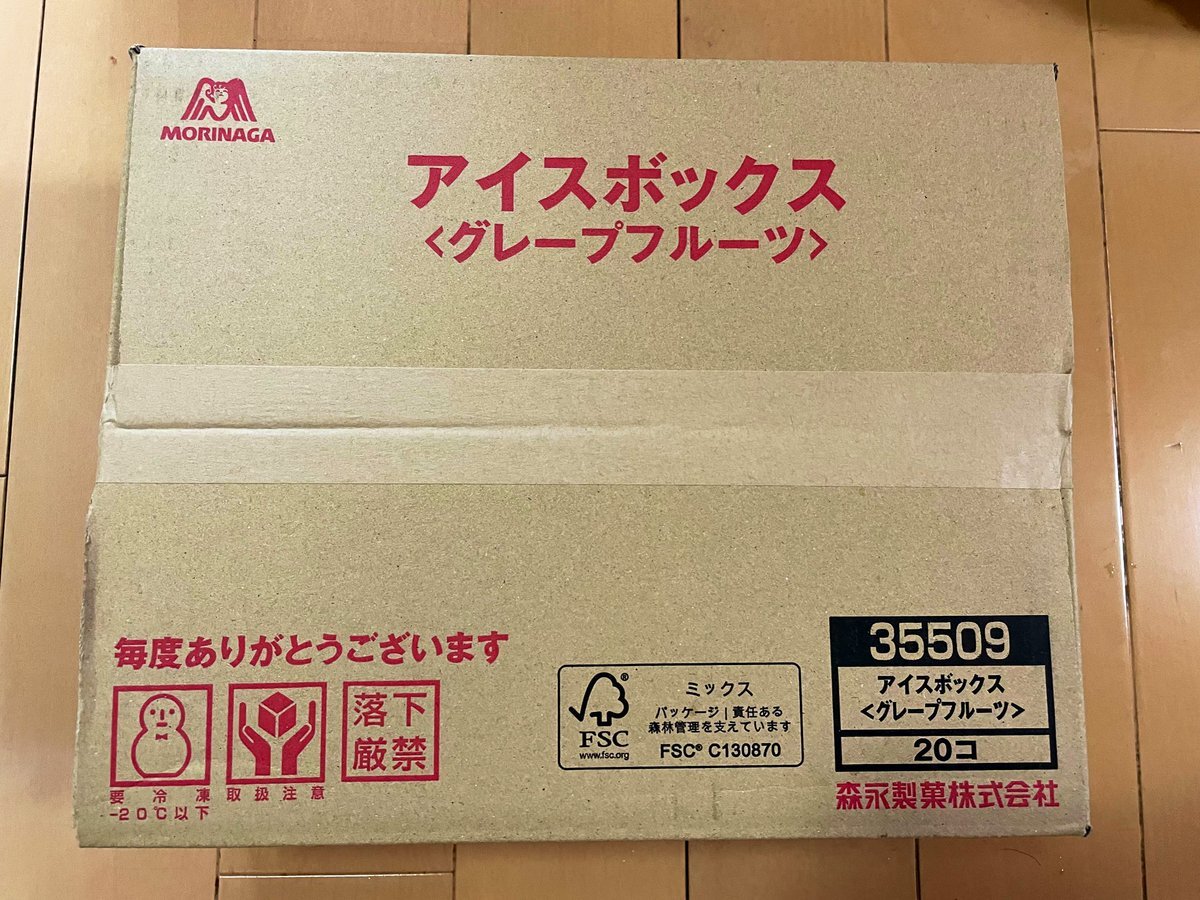 MORINAGA
アイスボックス
<グレープフルーツ>
毎度ありがとうございます
要冷凍
-20℃以下
取扱注意
落下
厳禁
FSC®
www.fsc.org
ミックス
パッケージ|責任ある
森林管理を支えています
FSC® C130870
35509
アイスボックス
<グレープフルーツ>
20コ
森永製菓株式会社